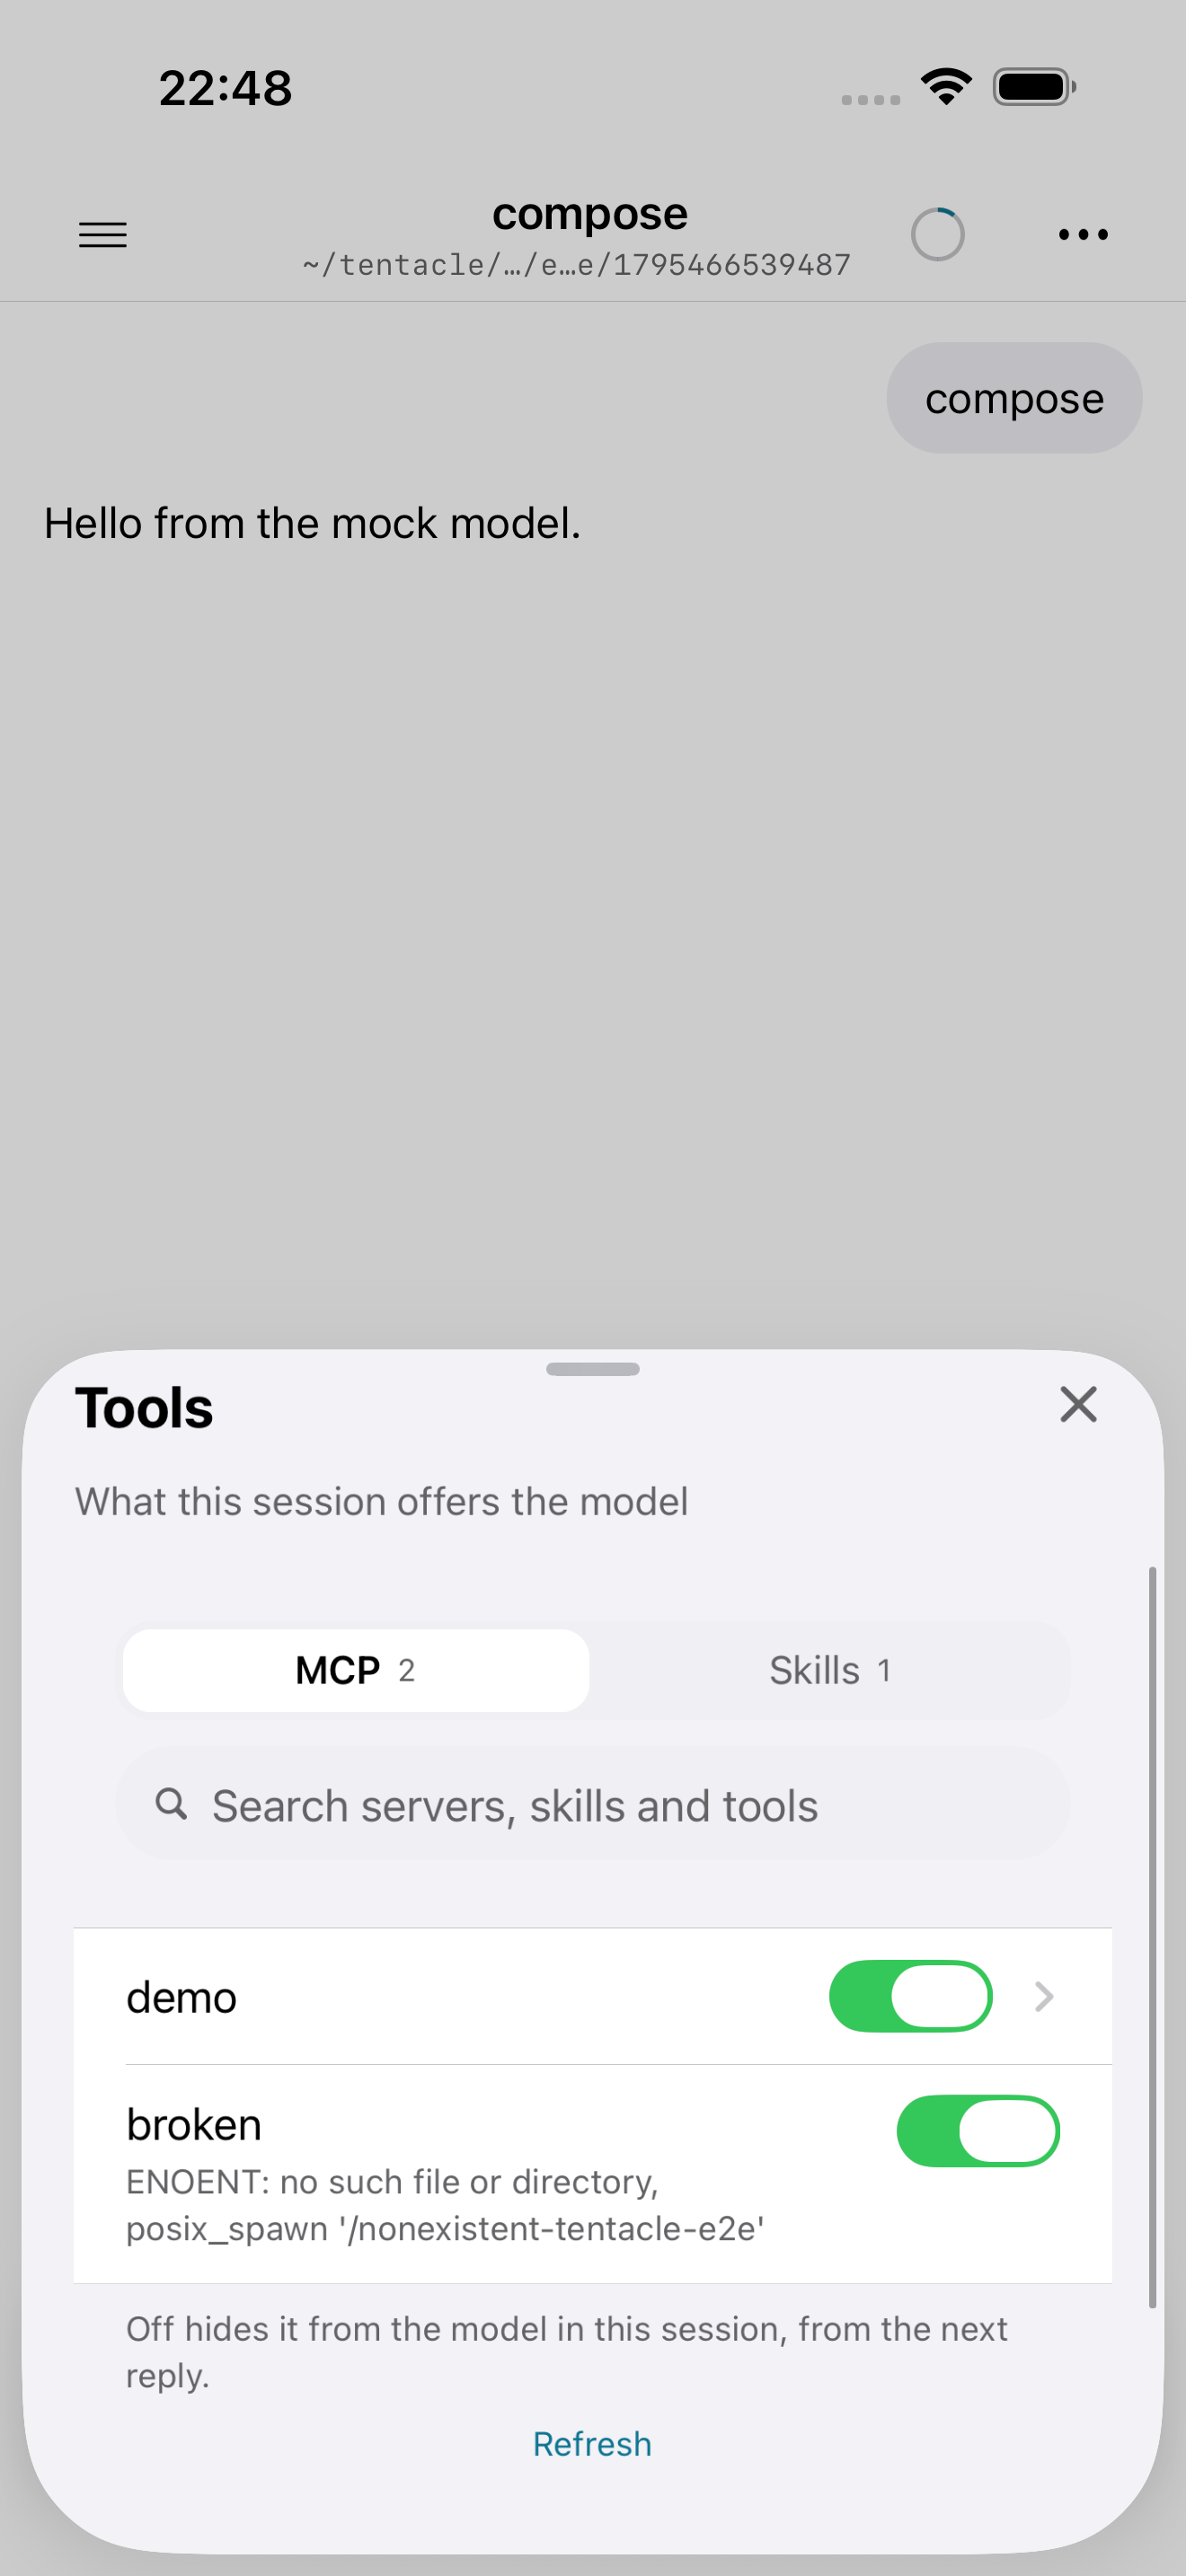 22:48
compose
~/tentacle/…/e…e/1795466539487
compose
Hello from the mock model.
Tools
What this session offers the model
MCP 2
Skills 1
Search servers, skills and tools
demo
broken
ENOENT: no such file or directory,
posix_spawn '/nonexistent-tentacle-e2e'
Off hides it from the model in this session, from the next
reply.
Refresh